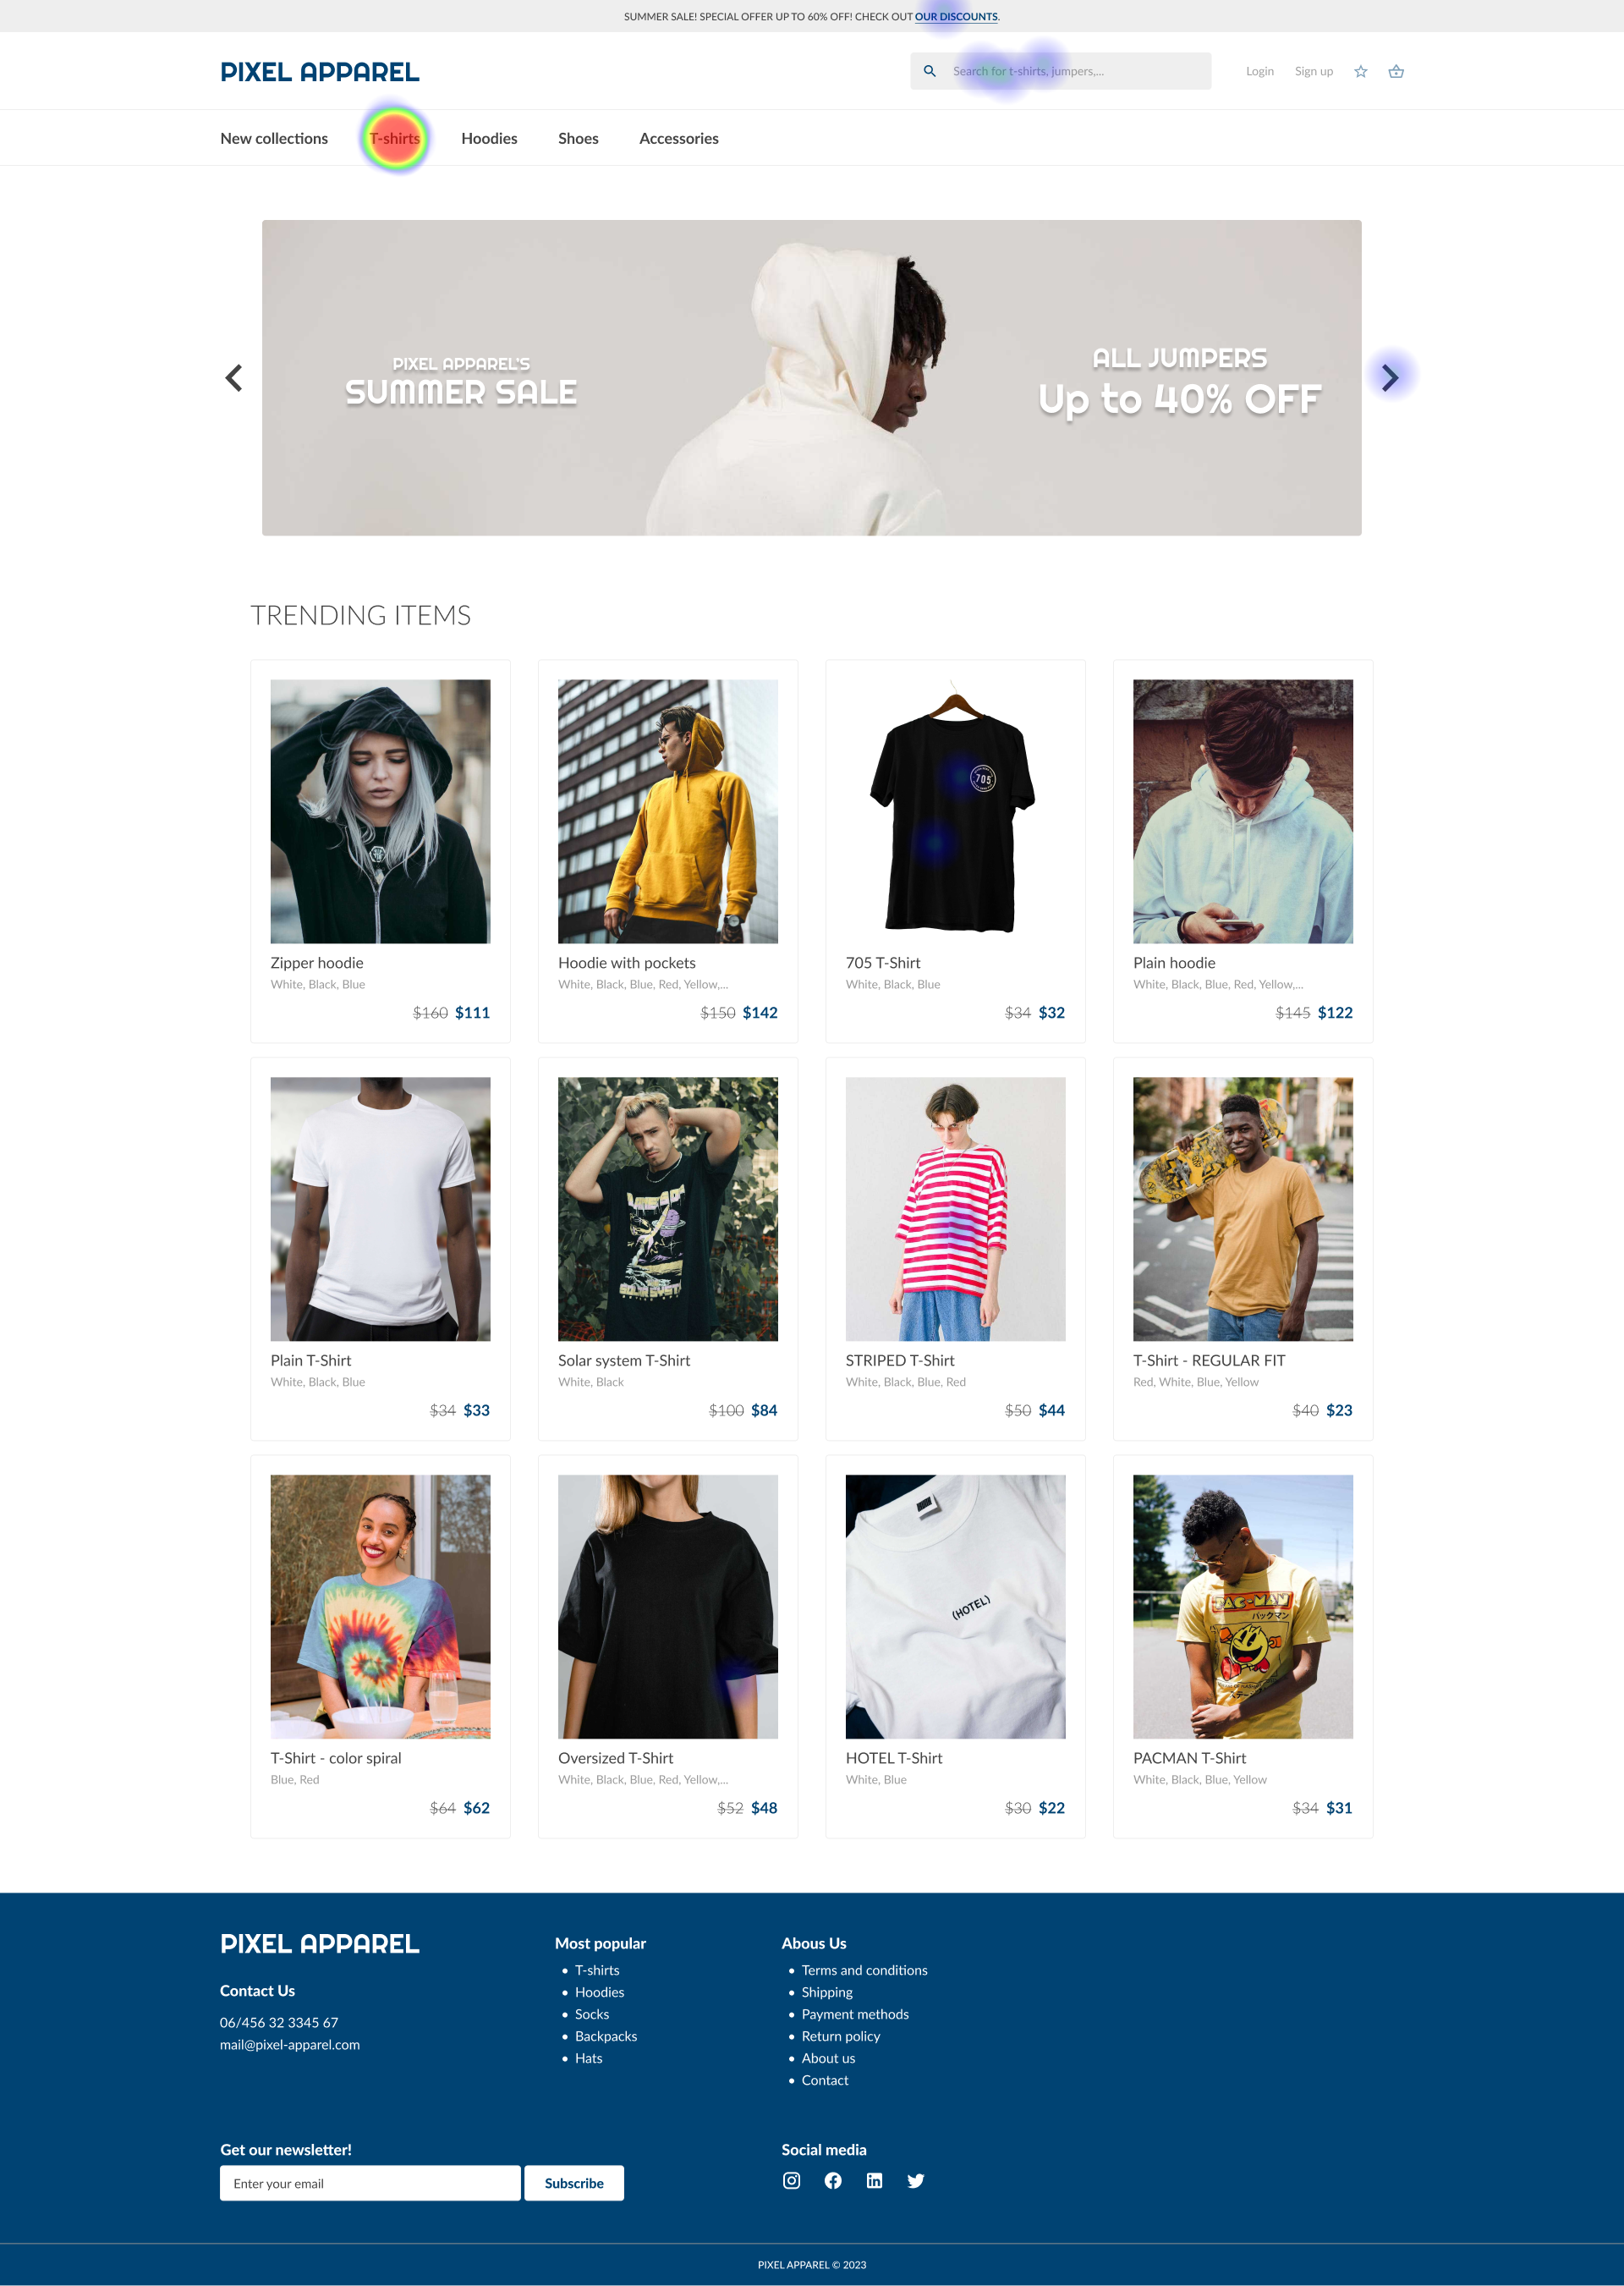 SUMMER SALE! SPECIAL OFFER UP TO 60% OFF! CHECK OUT OUR DISCOUNTS.
PIXEL APPAREL
Search for t-shirts, jumpers,...
Login Sign up
New collections T-shirts Hoodies Shoes Accessories
PIXEL APPAREL'S
SUMMER SALE
ALL JUMPERS
Up to 40% OFF
TRENDING ITEMS
705
Zipper hoodie
White, Black, Blue
$160 $111
Hoodie with pockets
White, Black, Blue, Red, Yellow,...
$150 $142
705 T-Shirt
White, Black, Blue
$34 $32
Plain hoodie
White, Black, Blue, Red, Yellow,...
$145 $122
Plain T-Shirt
White, Black, Blue
$34 $33
Solar system T-Shirt
White, Black
$100 $84
STRIPED T-Shirt
White, Black, Blue, Red
$50 $44
T-Shirt - REGULAR FIT
Red, White, Blue, Yellow
$40 $23
(HOTEL)
PAC-MAN
パックマン
T-Shirt - color spiral
Blue, Red
$64 $62
Oversized T-Shirt
White, Black, Blue, Red, Yellow,...
$52 $48
HOTEL T-Shirt
White, Blue
$30 $22
PACMAN T-Shirt
White, Black, Blue, Yellow
$34 $31
PIXEL APPAREL
Contact Us
06/456 32 3345 67
mail@pixel-apparel.com
Most popular
• T-shirts
• Hoodies
• Socks
• Backpacks
• Hats
Abous Us
• Terms and conditions
• Shipping
• Payment methods
• Return policy
• About us
• Contact
Get our newsletter!
Enter your email
Subscribe
Social media
PIXEL APPAREL © 2023